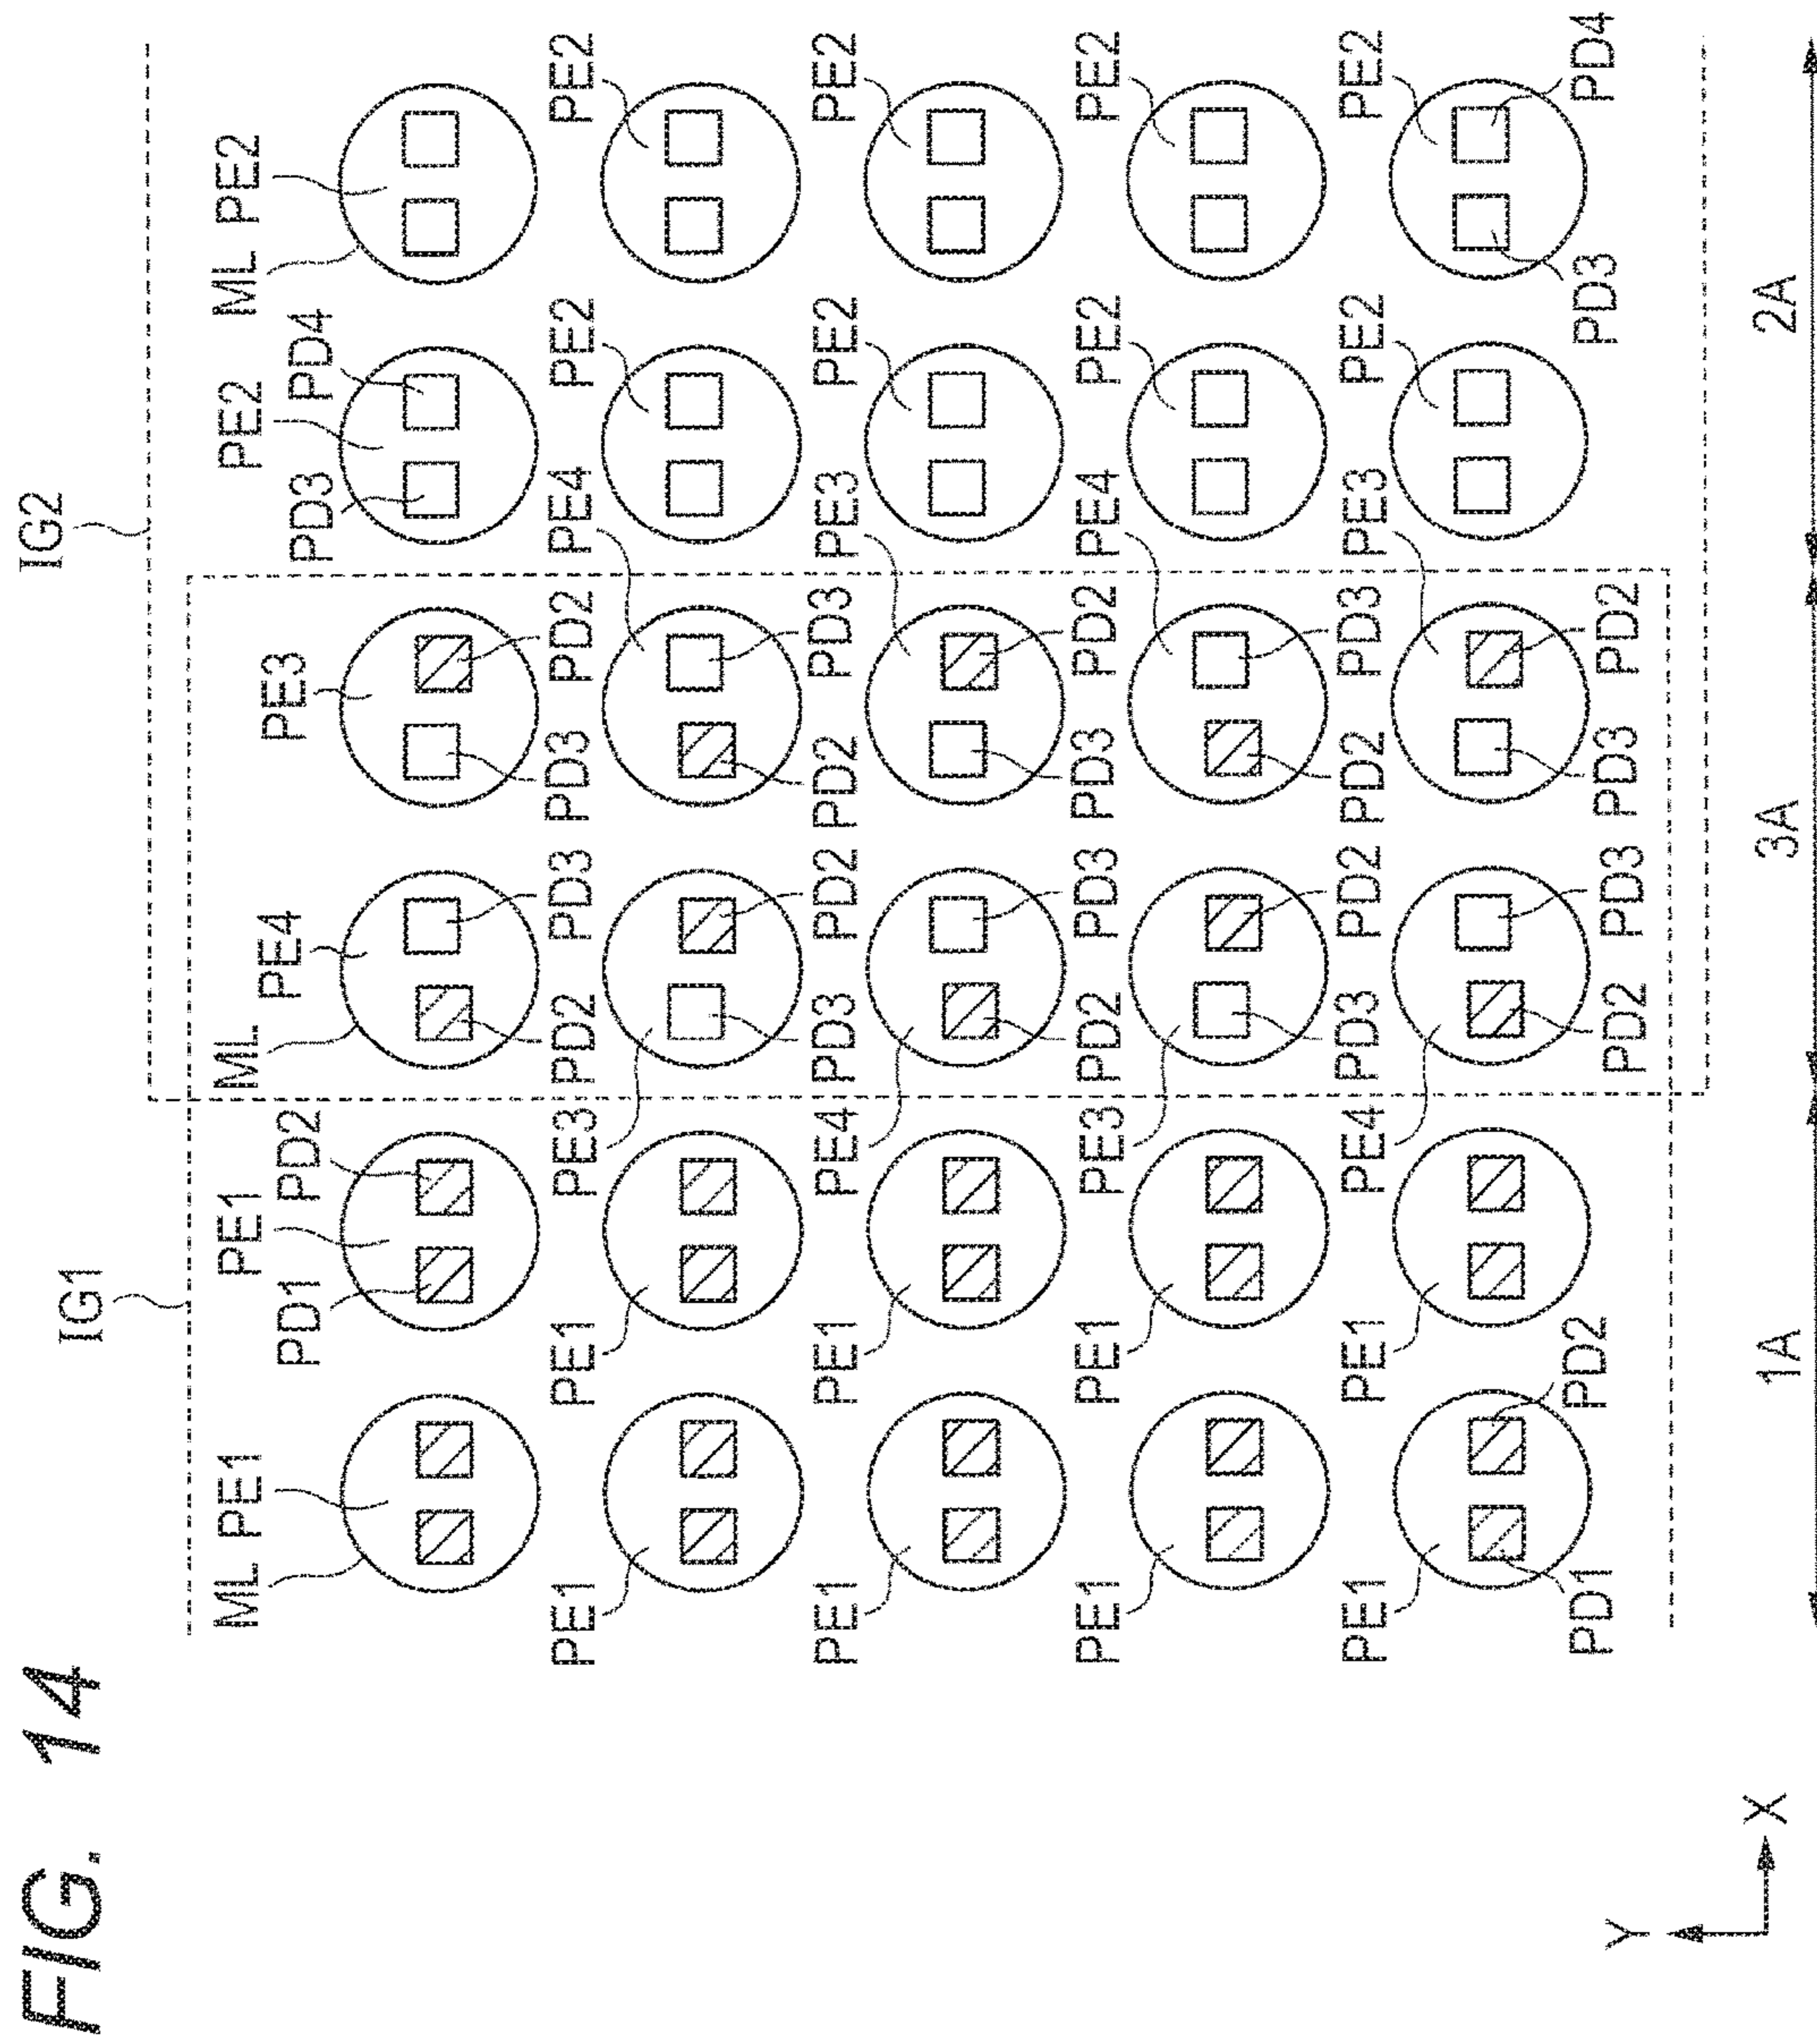 FIG. 14
IG1 IG2
ML PE1 PE1 ML PE4 PE3 PE2 ML PE2
PD1 PD2 PD3 PD4
PE1 PE1 PE3 PD2 PD3 PD3 PD2 PE4 PE2 PE2
PE1 PE1 PE4 PD3 PD2 PD2 PD3 PE3 PE2 PE2
PE1 PE1 PE3 PD2 PD3 PD3 PD2 PE4 PE2 PE2
PE1 PE1 PE4 PD3 PD2 PD2 PD3 PE3 PE2 PE2
PD1 PD2 PD2 PD3 PD3 PD2 PD3 PD4
Y
X 1A 3A 2A